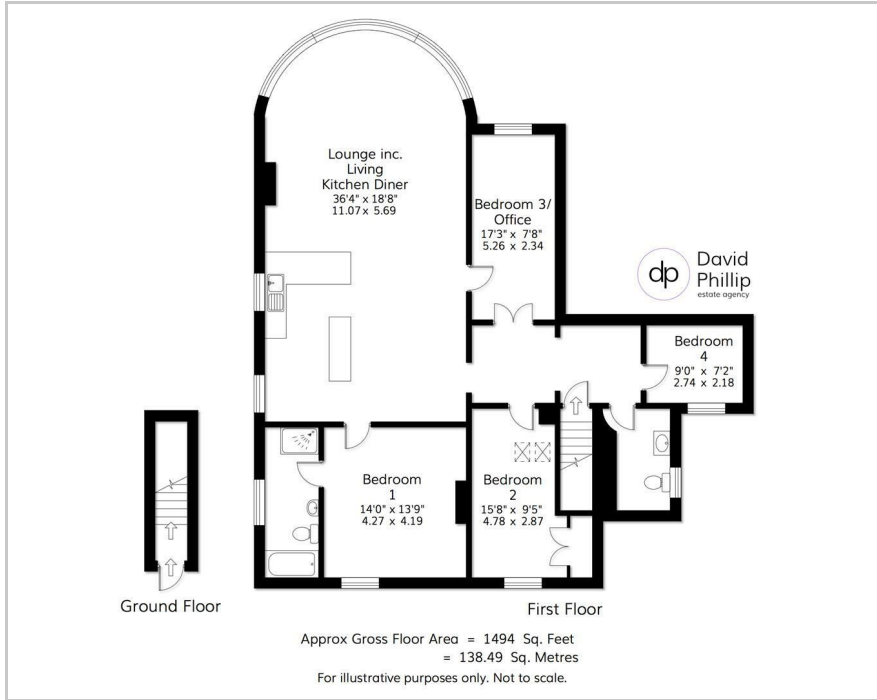 Lounge inc.
Living
Kitchen Diner
36'4" x 18'8"
11.07 x 5.69
Bedroom 3/
Office
17'3" x 7'8"
5.26 x 2.34
dp
David
Phillip
estate agency
Bedroom
4
9'0" x 7'2"
2.74 x 2.18
Bedroom
1
14'0" x 13'9"
4.27 x 4.19
Bedroom
2
15'8" x 9'5"
4.78 x 2.87
Ground Floor
First Floor
Approx Gross Floor Area = 1494 Sq. Feet
= 138.49 Sq. Metres
For illustrative purposes only. Not to scale.